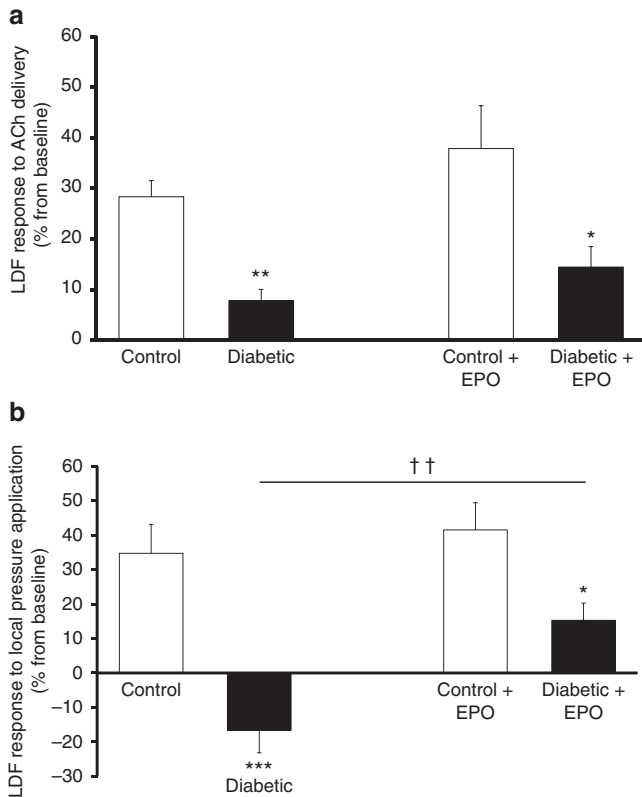 a
LDF response to ACh delivery
(% from baseline)
60
50
40
30
20
10
0
**
*
Control
Diabetic
Control +
EPO
Diabetic +
EPO
b
LDF response to local pressure application
(% from baseline)
60
50
40
30
20
10
0
–10
–20
–30
††
*
Control
Control +
EPO
Diabetic +
EPO
***
Diabetic